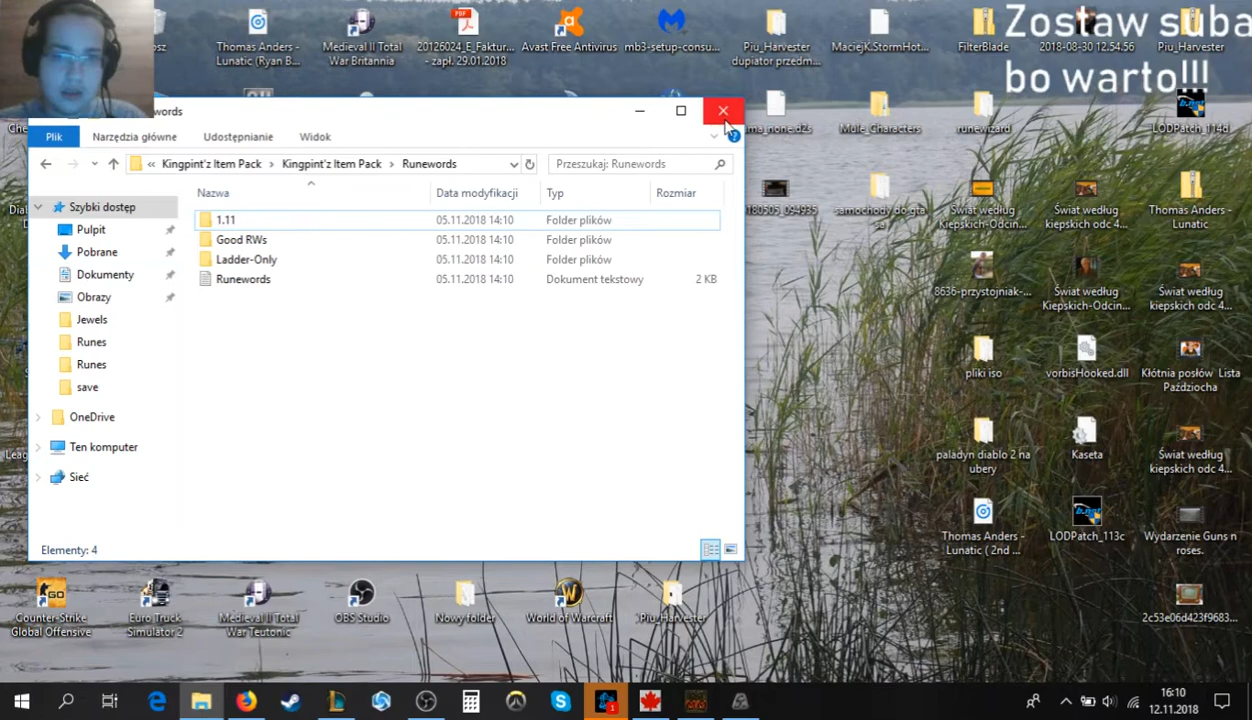 Zostaw suba
bo warto!!!
Thomas Anders -
Lunatic (Ryan B...
Medieval II Total
War Britannia
20126024_E_Faktur...
_zapł. 29.01.2018
Avast Free Antivirus
mb3-setup-consu...
Piu_Harvester
dupiator przedm...
MaciejK.StormHot...
FilterBlade
2018-08-30 12.54.56
Piu_Harvester
Mule_Characters
runewizard
LODPatch_114d
words
Plik
Narzędzia główne
Udostępnianie
Widok
« Kingpint'z Item Pack > Kingpint'z Item Pack > Runewords
Przeszukaj: Runewords
Nazwa
Data modyfikacji
Typ
Rozmiar
1.11 05.11.2018 14:10 Folder plików
Good RWs 05.11.2018 14:10 Folder plików
Ladder-Only 05.11.2018 14:10 Folder plików
Runewords 05.11.2018 14:10 Dokument tekstowy 2 KB
Szybki dostęp
Pulpit
Pobrane
Dokumenty
Obrazy
Jewels
Runes
Runes
save
OneDrive
Ten komputer
Sieć
Elementy: 4
samochody do gta
sa
Świat według
Kiepskich-Odcin...
Świat według
kiepskich odc 4...
Thomas Anders -
Lunatic
8636-przystojniak-...
Świat według
Kiepskich-Odcin...
Świat według
kiepskich odc 4...
pliki iso
vorbisHooked.dll
Kłótnia posłów Lista
Paździocha
paladyn diablo 2 na
ubery
Kaseta
Świat według
kiepskich odc 4...
Thomas Anders -
Lunatic ( 2nd ...
LODPatch_113c
Wydarzenie Guns n
roses.
Counter-Strike
Global Offensive
Euro Truck
Simulator 2
Medieval II Total
War Teutonic
OBS Studio
Nowy folder
World of Warcraft
Piu_Harvester
2c53e06d423f9683...
16:10
12.11.2018